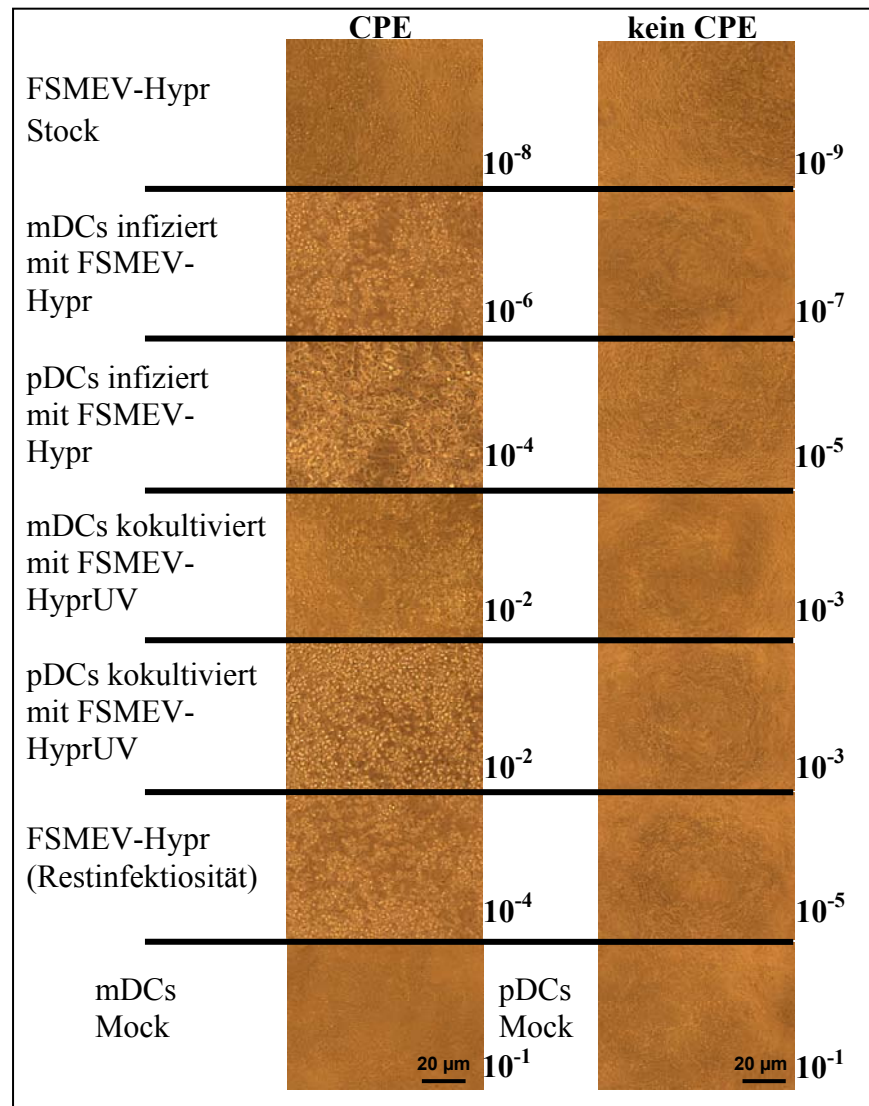 CPE kein CPE
FSMEV-Hypr
Stock
10-8 10-9
mDCs infiziert
mit FSMEV-
Hypr
10-6 10-7
pDCs infiziert
mit FSMEV-
Hypr
10-4 10-5
mDCs kokultiviert
mit FSMEV-
HyprUV
10-2 10-3
pDCs kokultiviert
mit FSMEV-
HyprUV
10-2 10-3
FSMEV-Hypr
(Restinfektiosität)
10-4 10-5
mDCs
Mock
20 µm 10-1
pDCs
Mock
20 µm 10-1